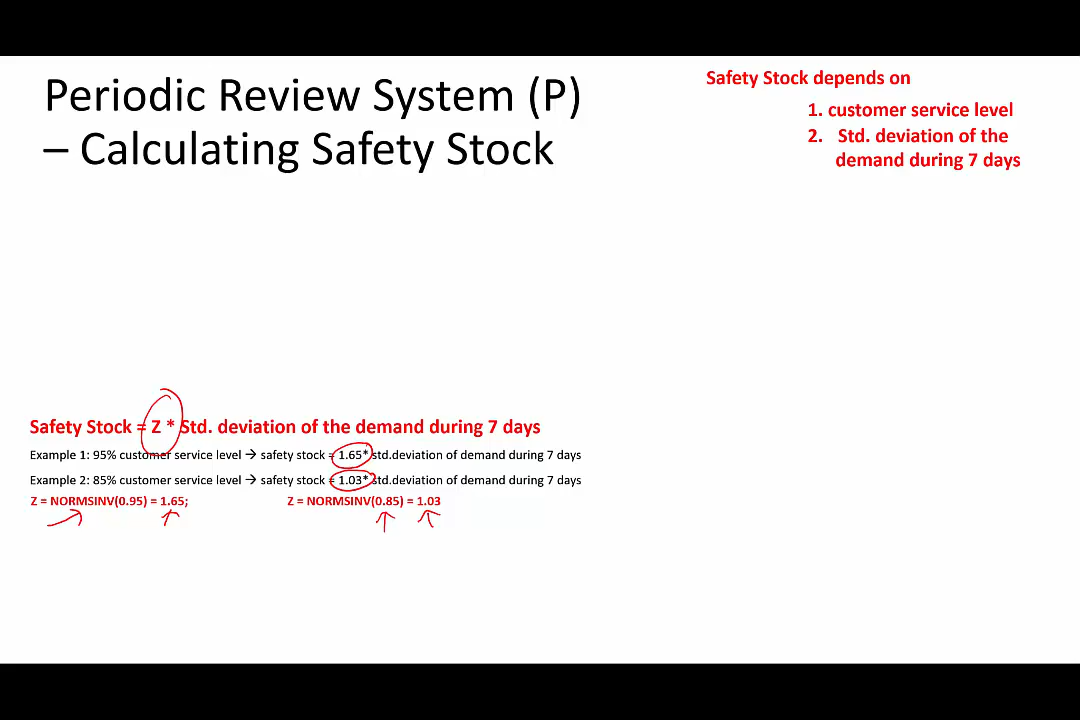 Periodic Review System (P)
– Calculating Safety Stock
Safety Stock depends on
1. customer service level
2. Std. deviation of the
demand during 7 days
Safety Stock = Z * Std. deviation of the demand during 7 days
Example 1: 95% customer service level → safety stock = 1.65* std.deviation of demand during 7 days
Example 2: 85% customer service level → safety stock = 1.03* std.deviation of demand during 7 days
Z = NORMSINV(0.95) = 1.65; Z = NORMSINV(0.85) = 1.03